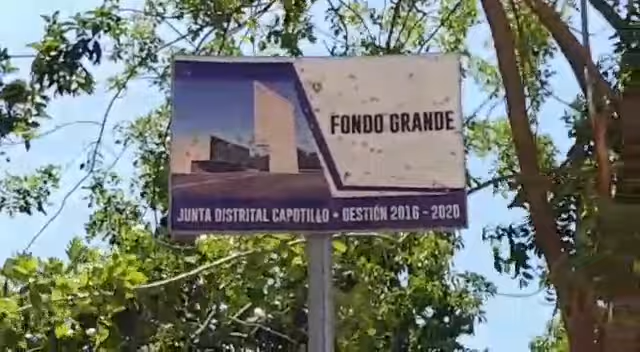 FONDO GRANDE
JUNTA DISTRITAL CAPOTILLO • GESTIÓN 2016 - 2020